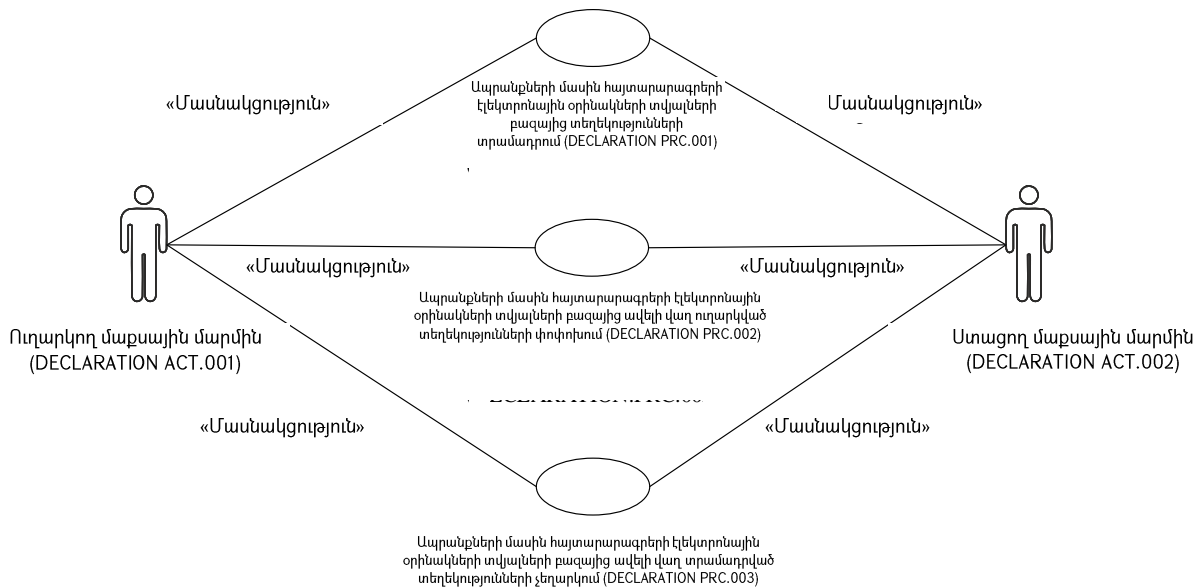 «Մասնակցություն»
Մասնակցություն»
Ապրանքների մասին հայտարարագրերի
էլեկտրոնային օրինակների տվյալների
բազայից տեղեկությունների
տրամադրում (DECLARATION PRC.001)
«Մասնակցություն»
«Մասնակցություն»
Ապրանքների մասին հայտարարագրերի էլեկտրոնային
օրինակների տվյալների բազայից ավելի վաղ ուղարկված
տեղեկությունների փոփոխում (DECLARATION PRC.002)
Ուղարկող մաքսային մարմին
(DECLARATION ACT.001)
Ստացող մաքսային մարմին
(DECLARATION ACT.002)
«Մասնակցություն»
«Մասնակցություն»
Ապրանքների մասին հայտարարագրերի էլեկտրոնային
օրինակների տվյալների բազայից ավելի վաղ տրամադրված
տեղեկությունների չեղարկում (DECLARATION PRC.003)